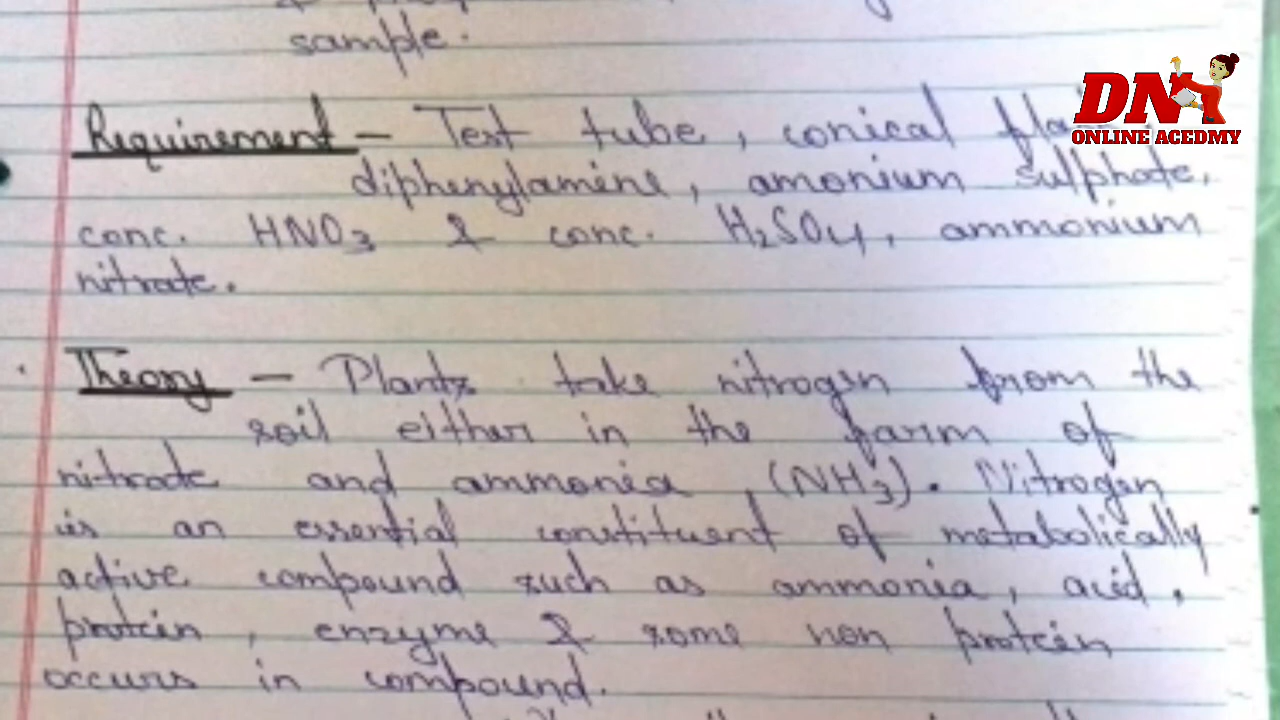 sample.
Requirement - Test tube, conical
diphenylamine, amonium sulphate,
conc. HNO3 & conc. H2SO4, ammonium
nitrate.
Theory - Plants take nitrogen from the
soil either in the farm of
nitrate and ammonia (NH3). Nitrogen
is an essential constituent of metabolically
active compound such as ammonia, acid,
protein, enzyme & some non protein
occurs in compound.
DN
ONLINE ACEDMY